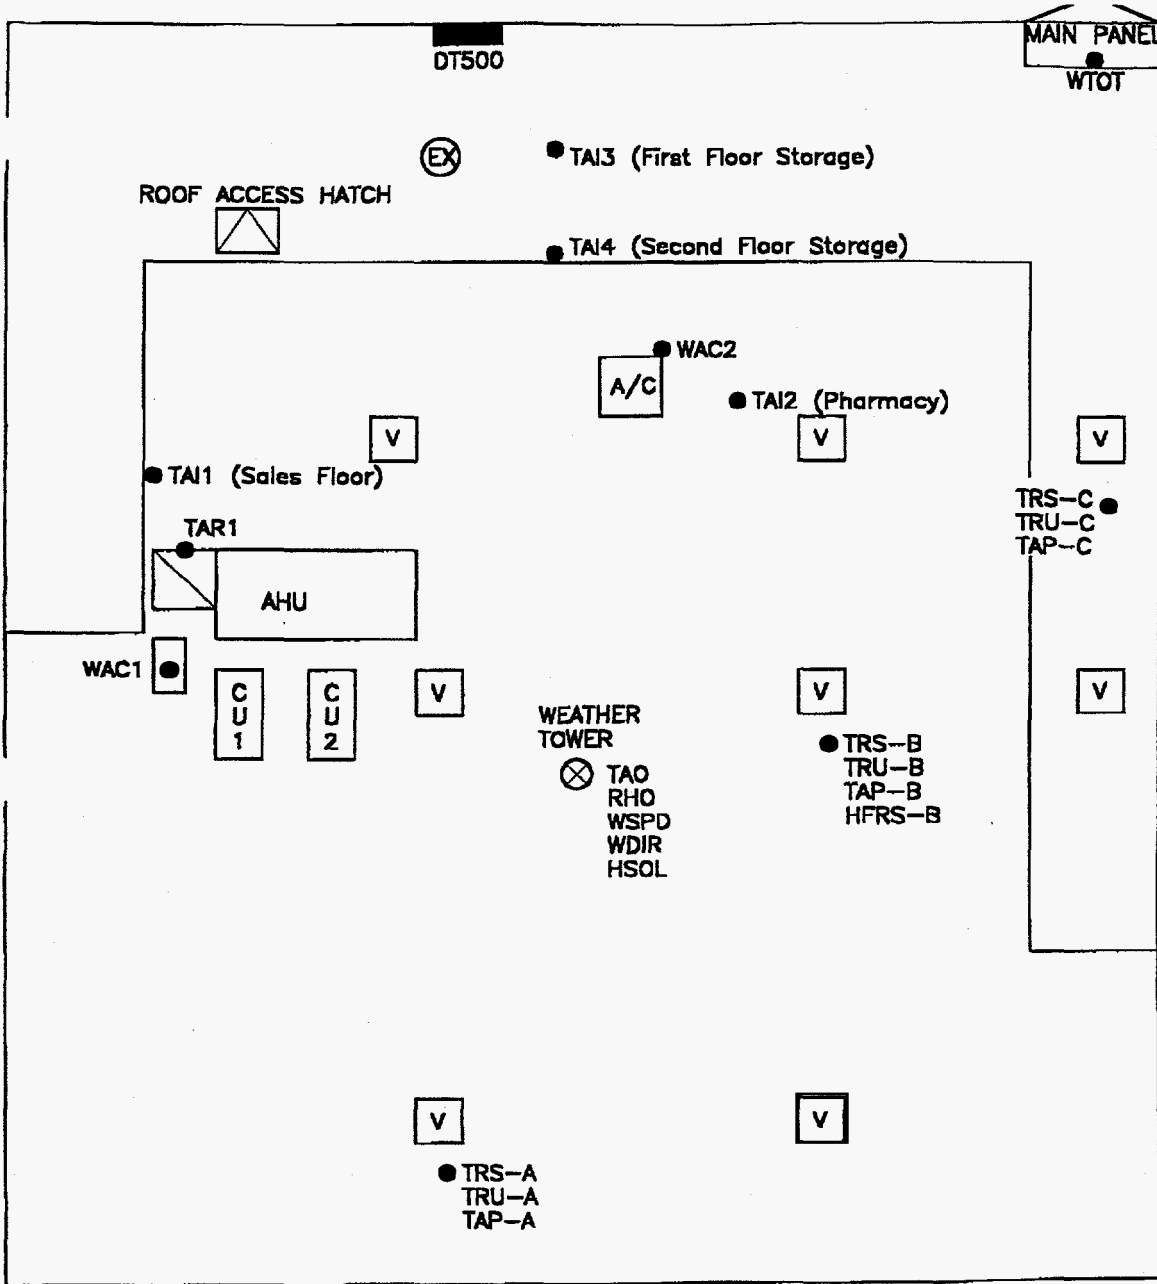 MAIN PANEL
DT500
WTOT
EX
TAI3 (First Floor Storage)
ROOF ACCESS HATCH
TAI4 (Second Floor Storage)
WAC2
A/C
TAI2 (Pharmacy)
V
V
V
TAI1 (Sales Floor)
TRS-C
TRU-C
TAP-C
TAR1
AHU
WAC1
C
U
1
C
U
2
V
V
V
WEATHER
TOWER
TAO
RHO
WSPD
WDIR
HSOL
TRS-B
TRU-B
TAP-B
HFRS-B
V
V
TRS-A
TRU-A
TAP-A